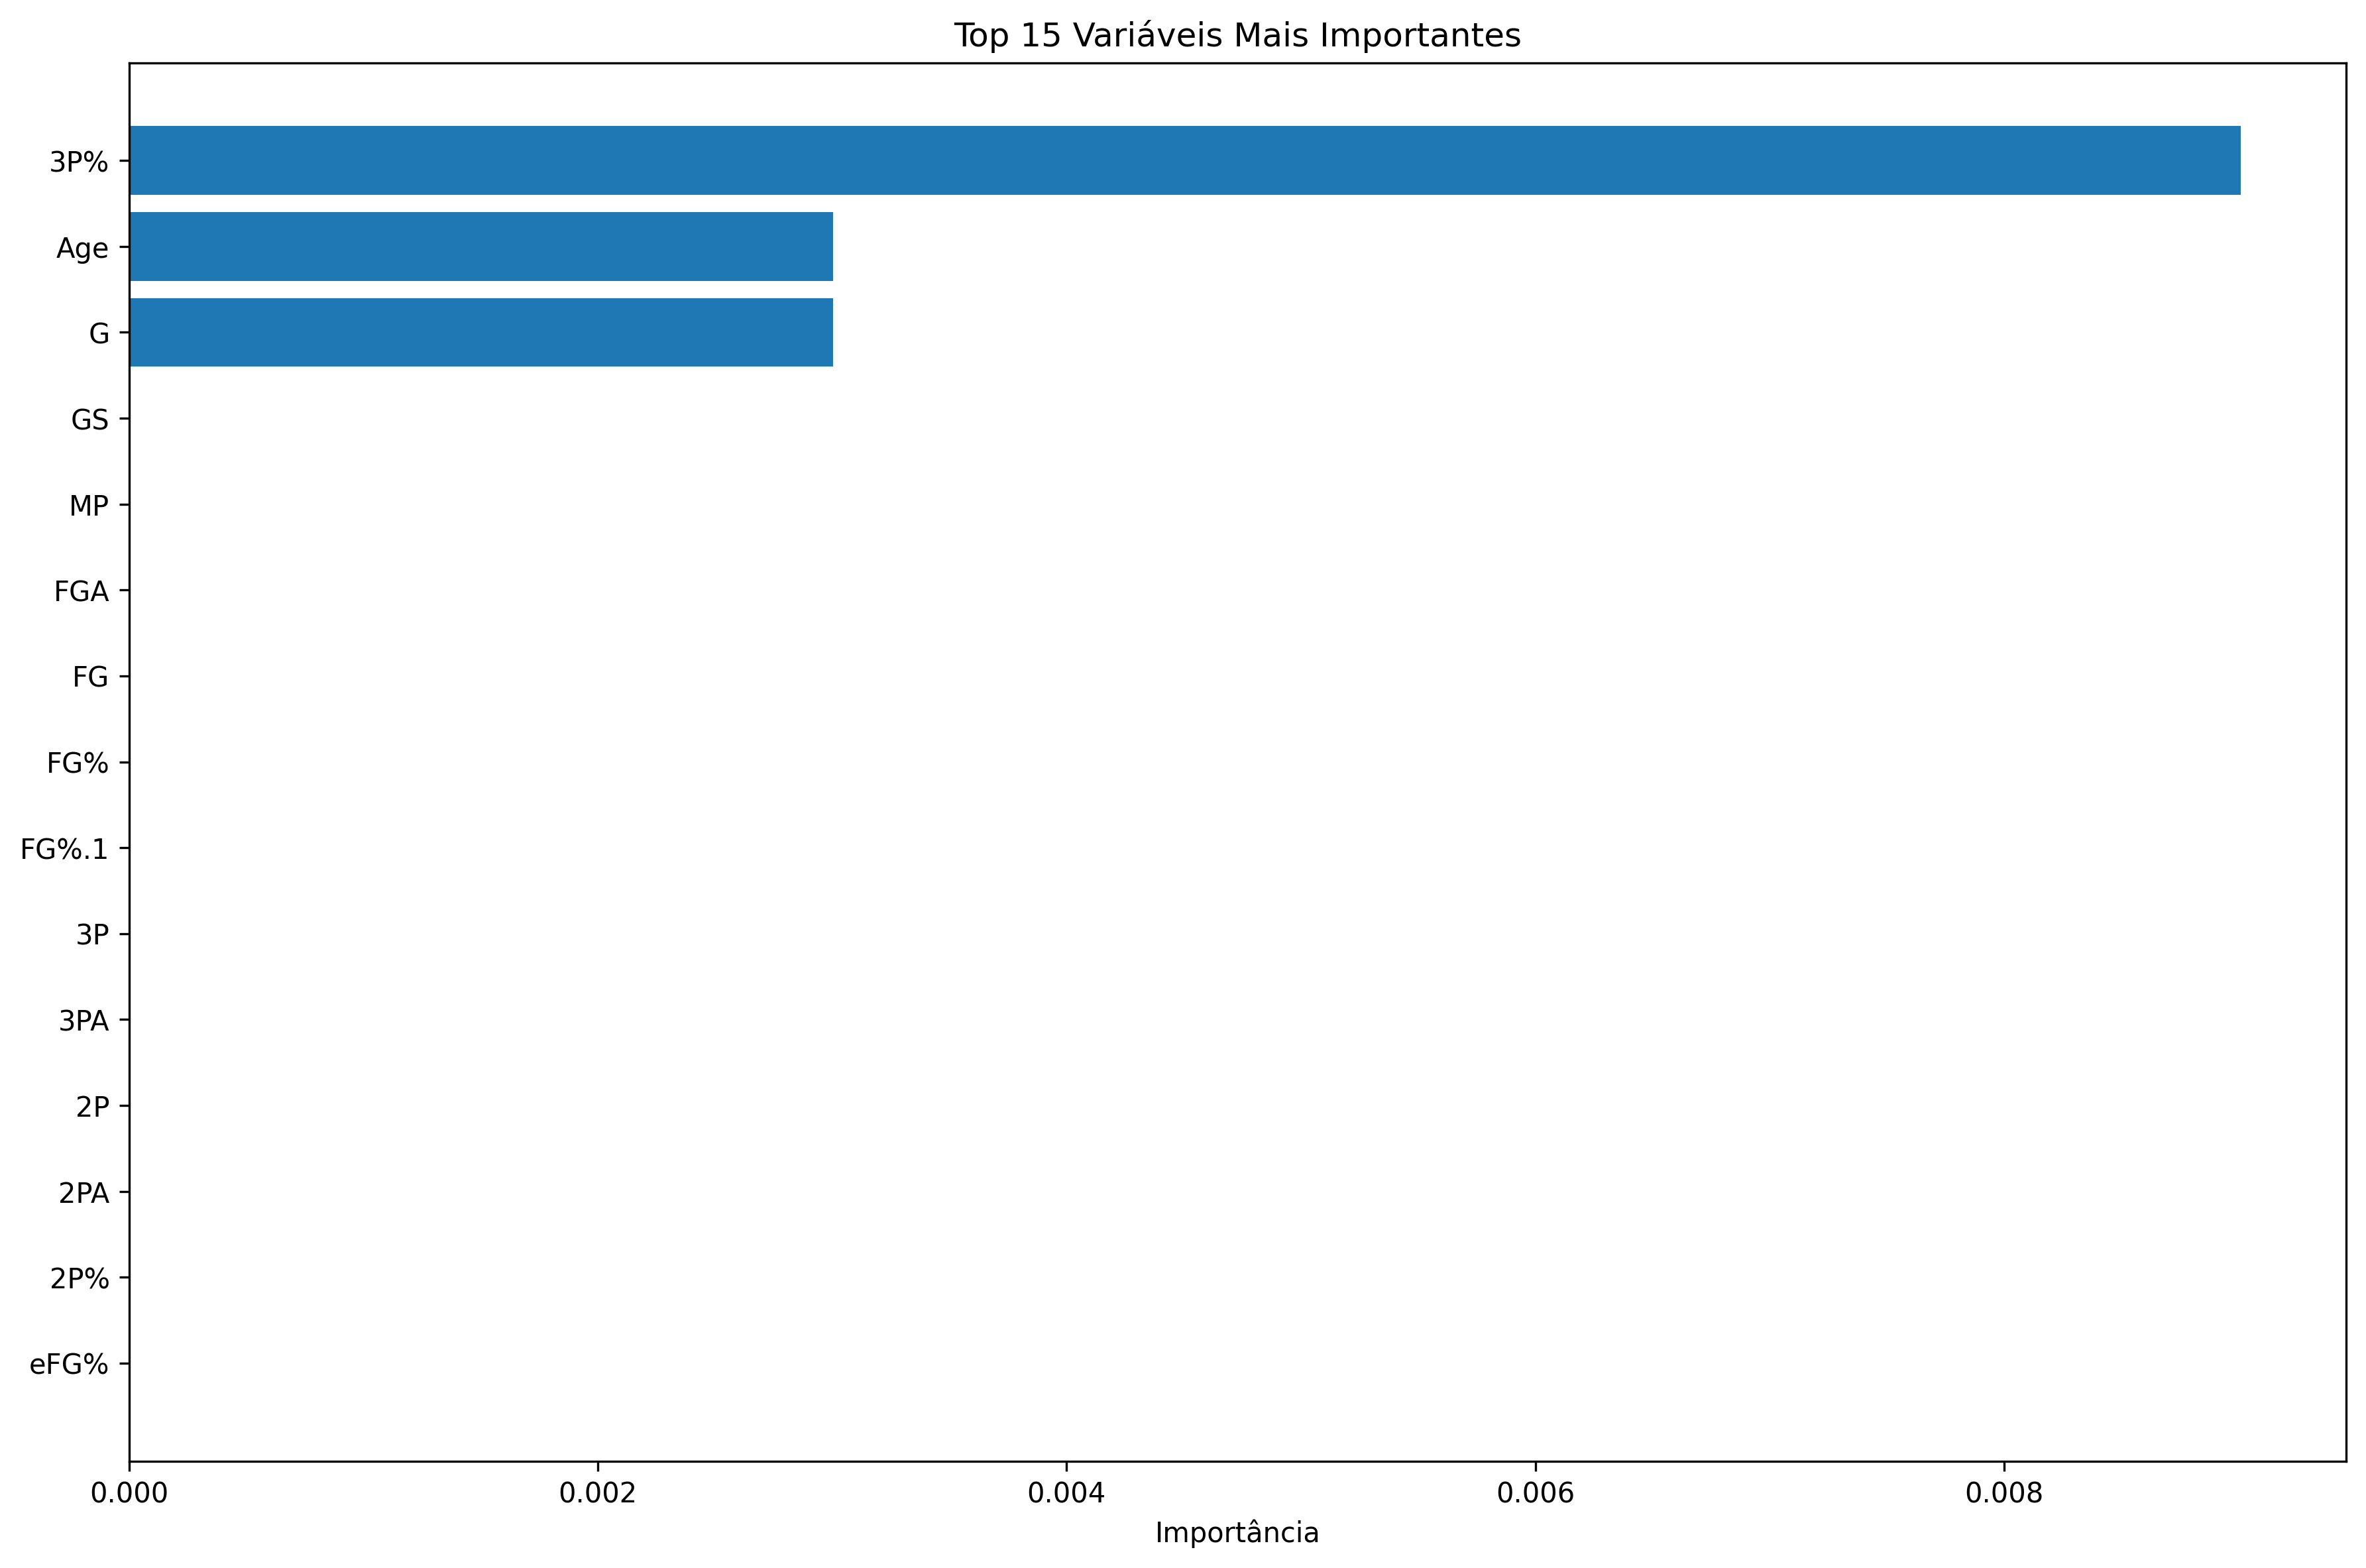 Top 15 Variáveis Mais Importantes
3P%
Age
G
GS
MP
FGA
FG
FG%
FG%.1
3P
3PA
2P
2PA
2P%
eFG%
0.000 0.002 0.004 0.006 0.008
Importância